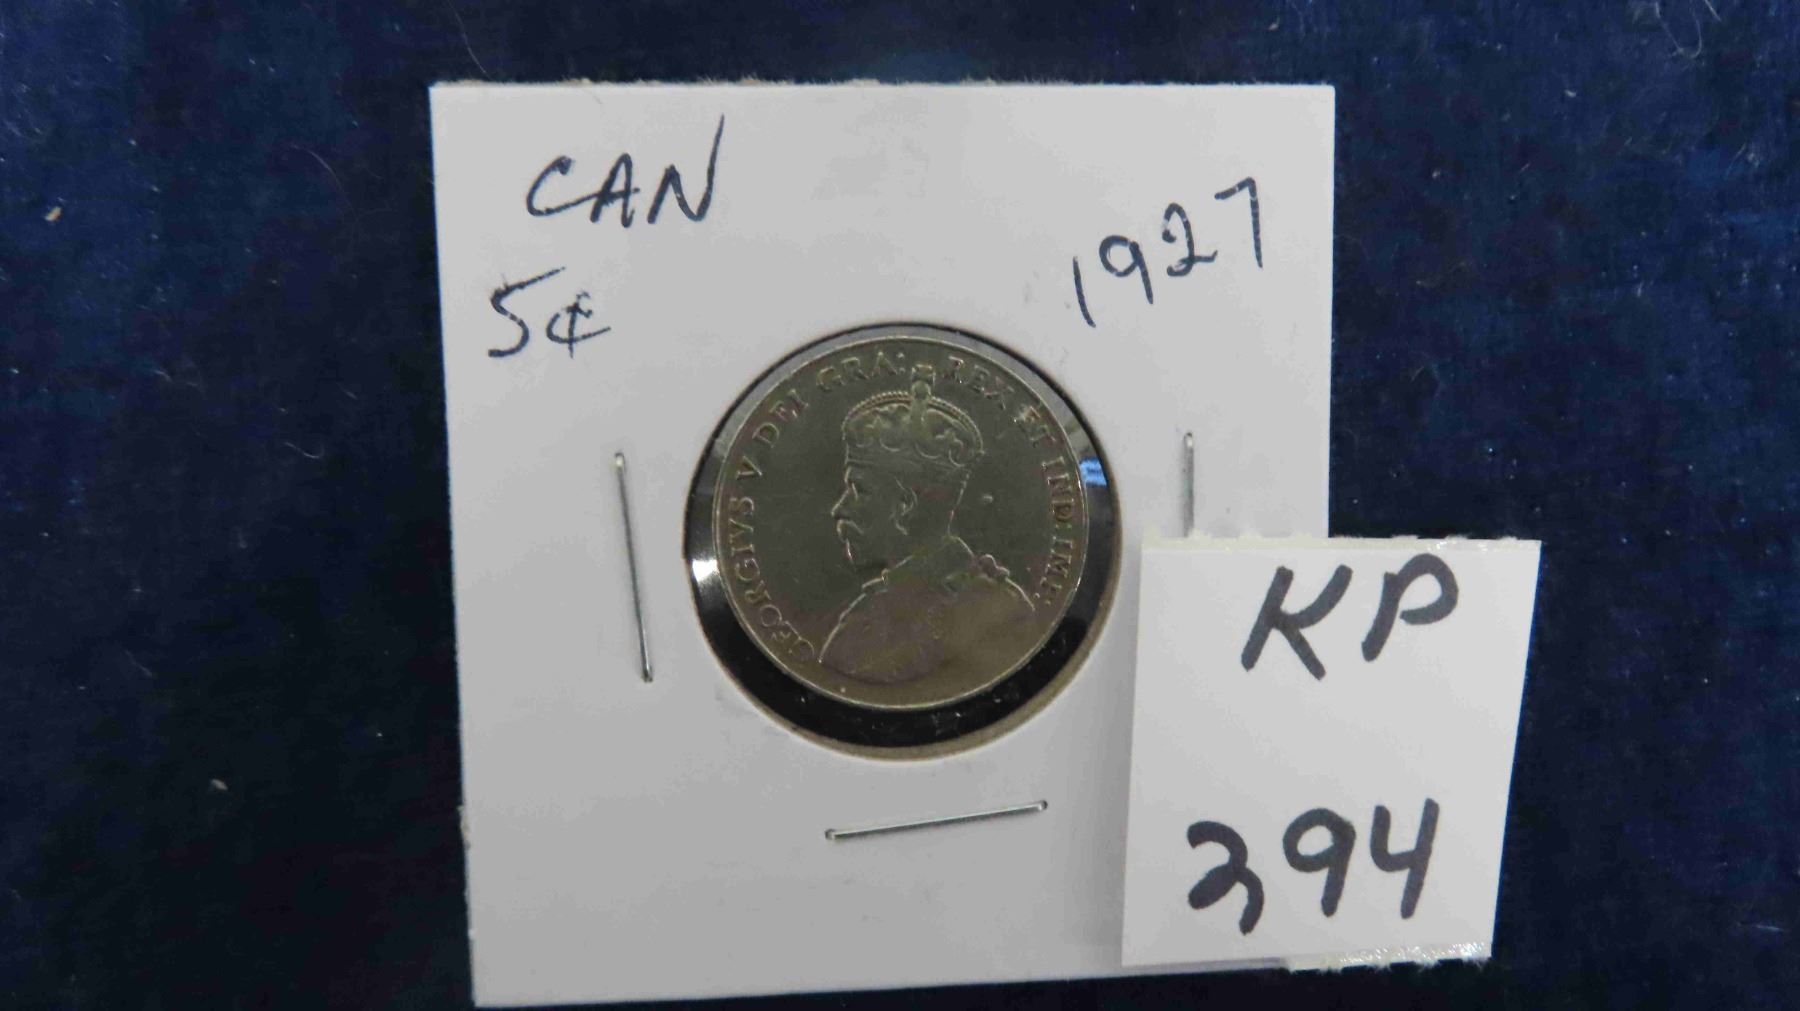 CAN
1927
5¢
GEORGIVS V DEI GRA: REX ET IND: IMP:
KP
394